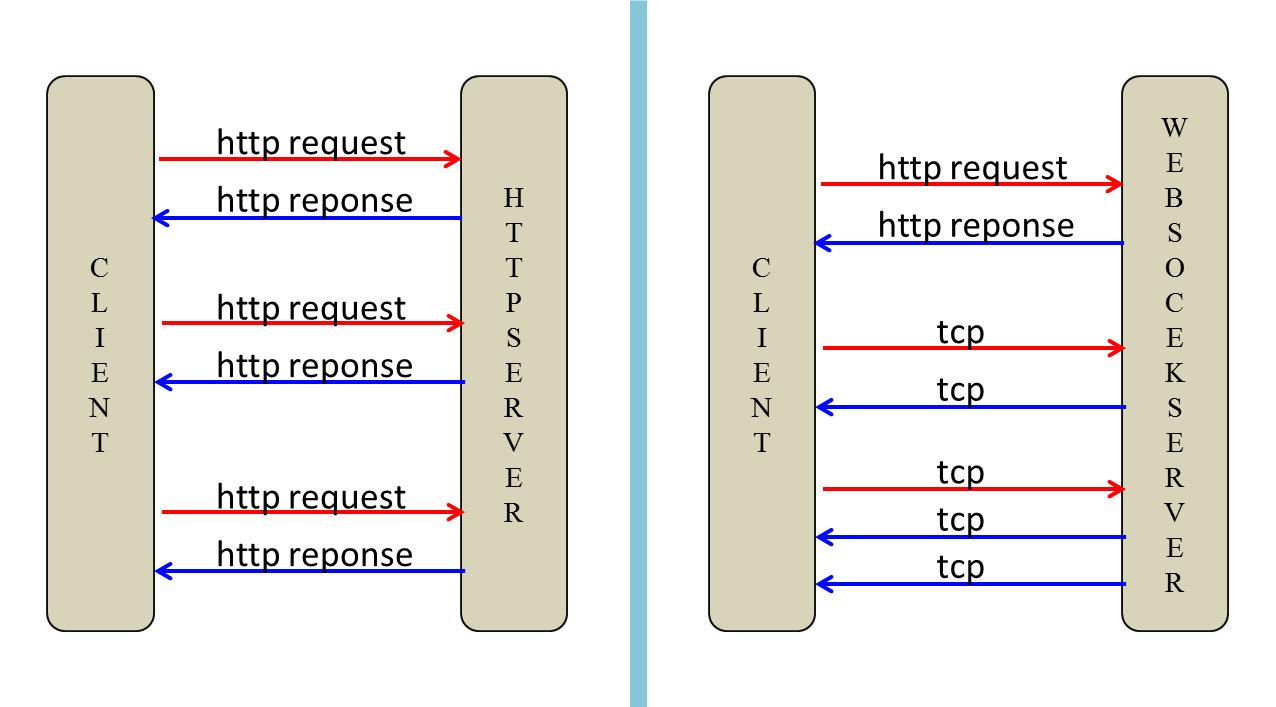 CLIENT
http request
http reponse
http request
http reponse
http request
http reponse
HTTPSERVER
CLIENT
http request
http reponse
tcp
tcp
tcp
tcp
tcp
WEBSOCEKSERVER